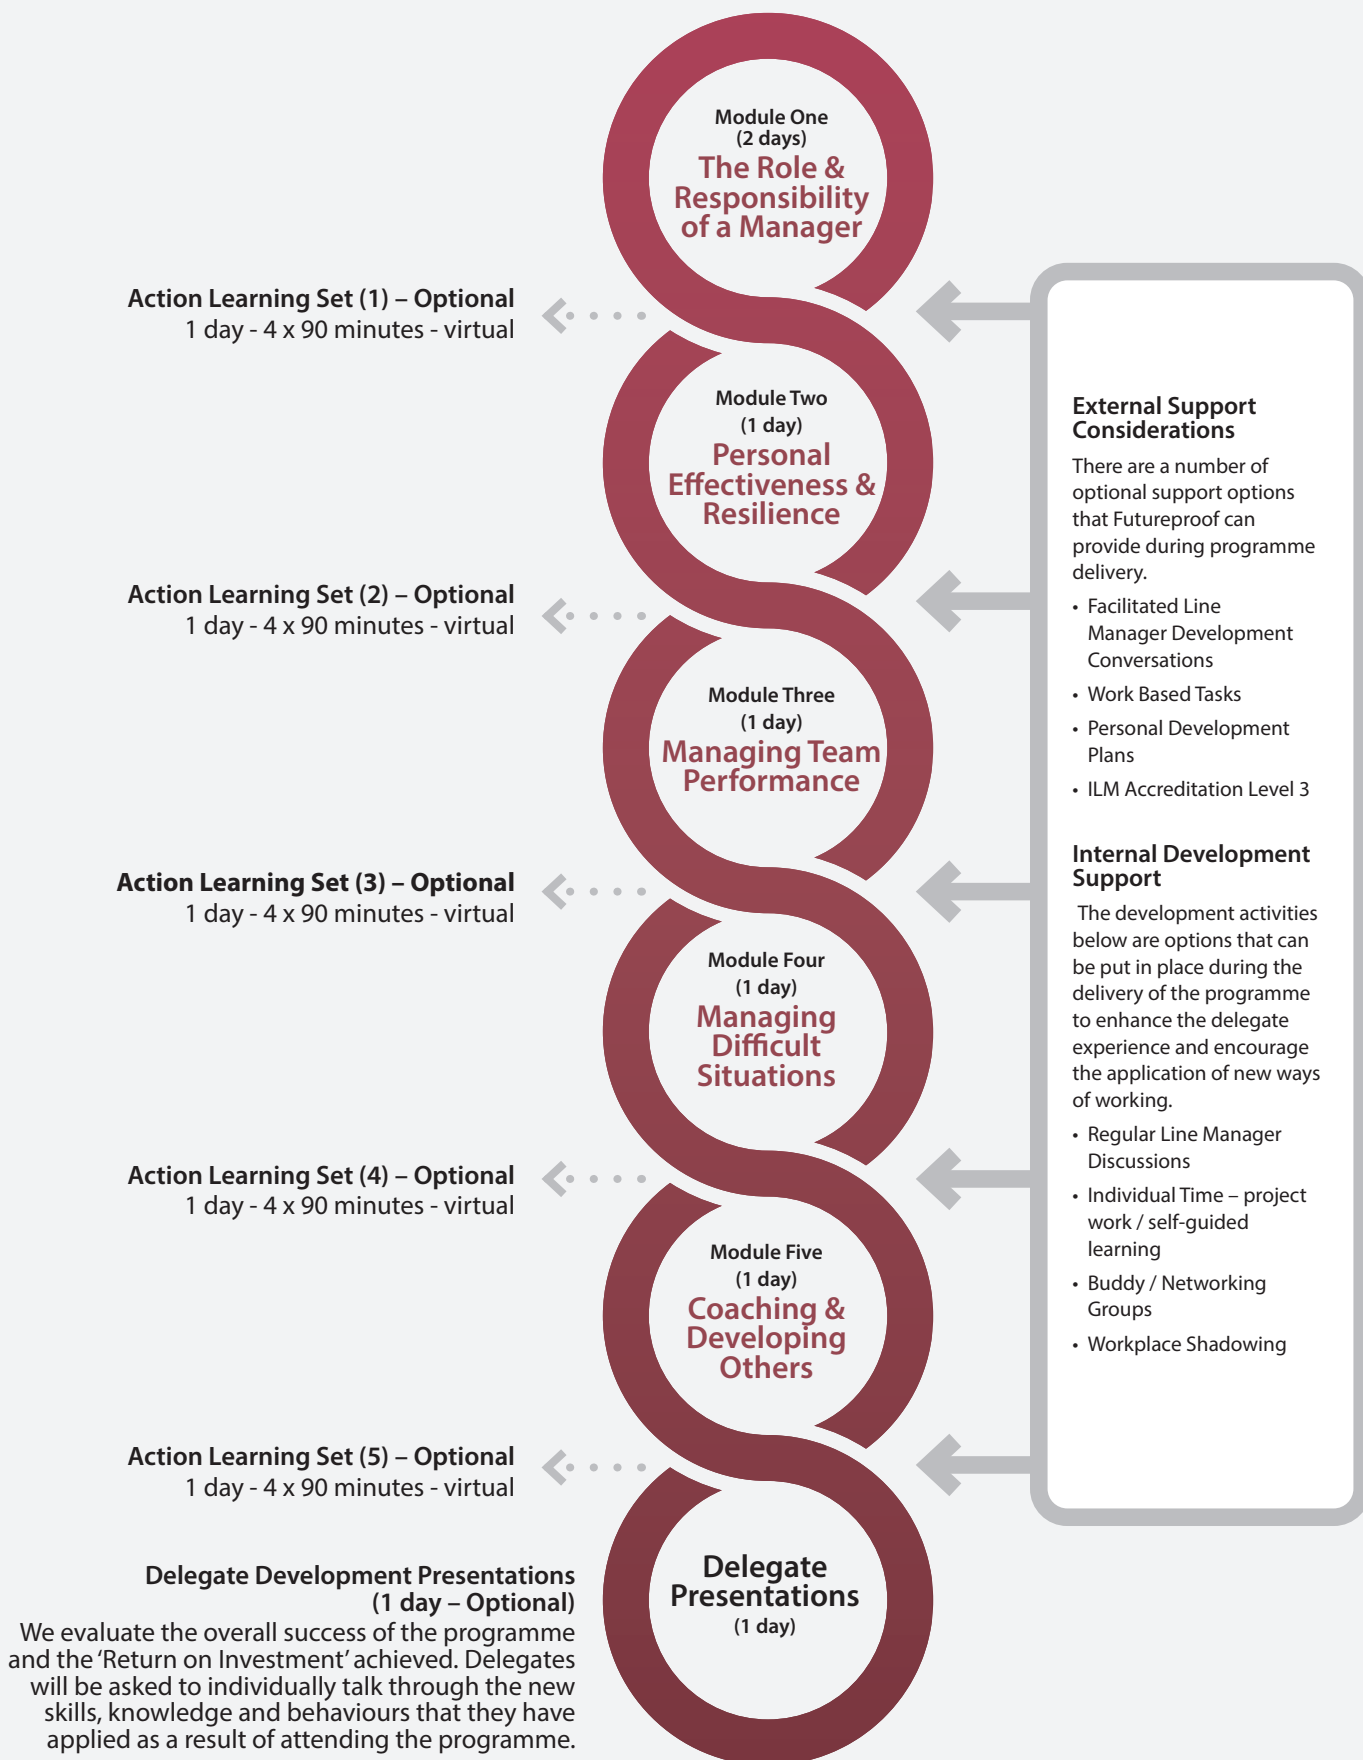 Module One
(2 days)
The Role &
Responsibility
of a Manager
Action Learning Set (1) – Optional
1 day - 4 x 90 minutes - virtual
Module Two
(1 day)
Personal
Effectiveness &
Resilience
Action Learning Set (2) – Optional
1 day - 4 x 90 minutes - virtual
Module Three
(1 day)
Managing Team
Performance
Action Learning Set (3) – Optional
1 day - 4 x 90 minutes - virtual
Module Four
(1 day)
Managing
Difficult
Situations
Action Learning Set (4) – Optional
1 day - 4 x 90 minutes - virtual
Module Five
(1 day)
Coaching &
Developing
Others
Action Learning Set (5) – Optional
1 day - 4 x 90 minutes - virtual
Delegate
Presentations
(1 day)
Delegate Development Presentations
(1 day – Optional)
We evaluate the overall success of the programme
and the ‘Return on Investment’ achieved. Delegates
will be asked to individually talk through the new
skills, knowledge and behaviours that they have
applied as a result of attending the programme.
External Support
Considerations
There are a number of
optional support options
that Futureproof can
provide during programme
delivery.
• Facilitated Line
Manager Development
Conversations
• Work Based Tasks
• Personal Development
Plans
• ILM Accreditation Level 3
Internal Development
Support
The development activities
below are options that can
be put in place during the
delivery of the programme
to enhance the delegate
experience and encourage
the application of new ways
of working.
• Regular Line Manager
Discussions
• Individual Time – project
work / self-guided
learning
• Buddy / Networking
Groups
• Workplace Shadowing